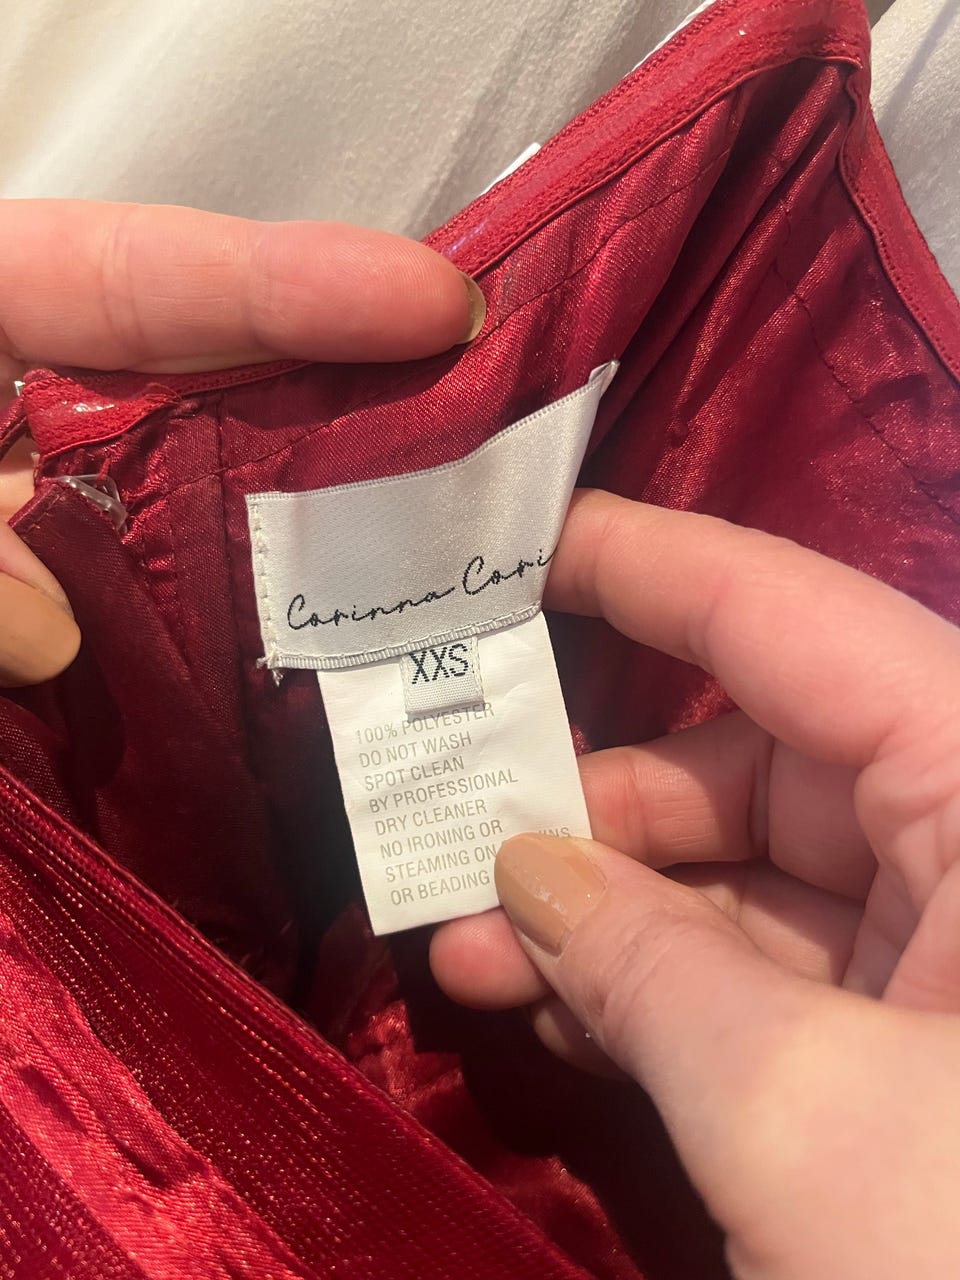 Corinna Cori
XXS
100% POLYESTER
DO NOT WASH
SPOT CLEAN
BY PROFESSIONAL
DRY CLEANER
NO IRONING OR
STEAMING ON
OR BEADING